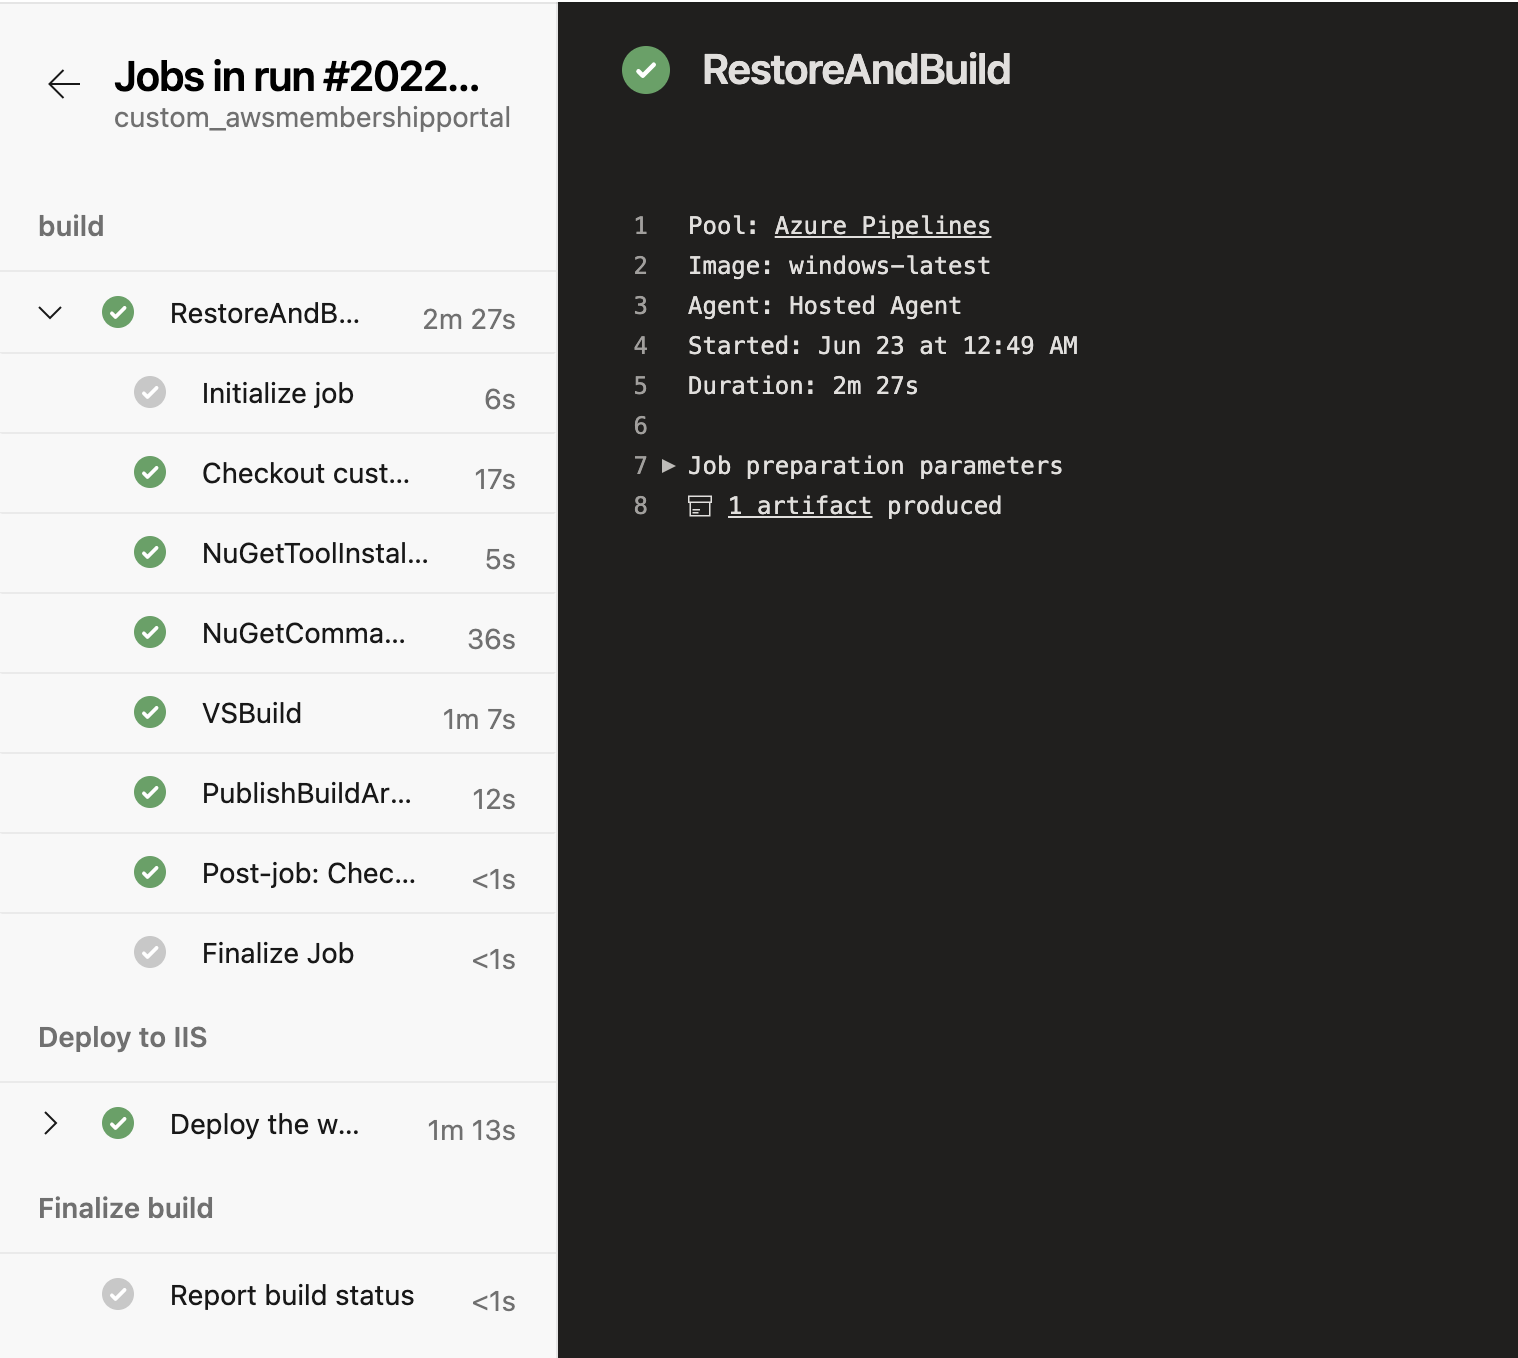 Jobs in run #2022...
custom_awsmembershipportal
build
RestoreAndB... 2m 27s
Initialize job 6s
Checkout cust... 17s
NuGetToolInstal... 5s
NuGetComma... 36s
VSBuild 1m 7s
PublishBuildAr... 12s
Post-job: Chec... <1s
Finalize Job <1s
Deploy to IIS
Deploy the w... 1m 13s
Finalize build
Report build status <1s
RestoreAndBuild
1 Pool: Azure Pipelines
2 Image: windows-latest
3 Agent: Hosted Agent
4 Started: Jun 23 at 12:49 AM
5 Duration: 2m 27s
6
7 Job preparation parameters
8 1 artifact produced